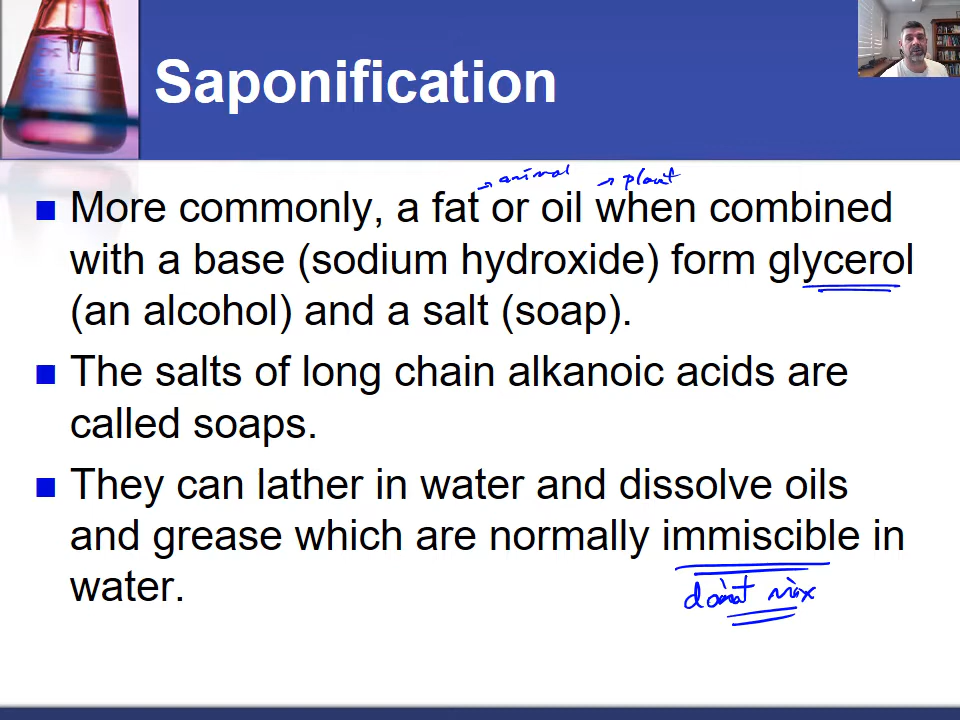 Saponification
→ animal → plant
More commonly, a fat or oil when combined
with a base (sodium hydroxide) form glycerol
(an alcohol) and a salt (soap).
The salts of long chain alkanoic acids are
called soaps.
They can lather in water and dissolve oils
and grease which are normally immiscible in
water.
don't mix